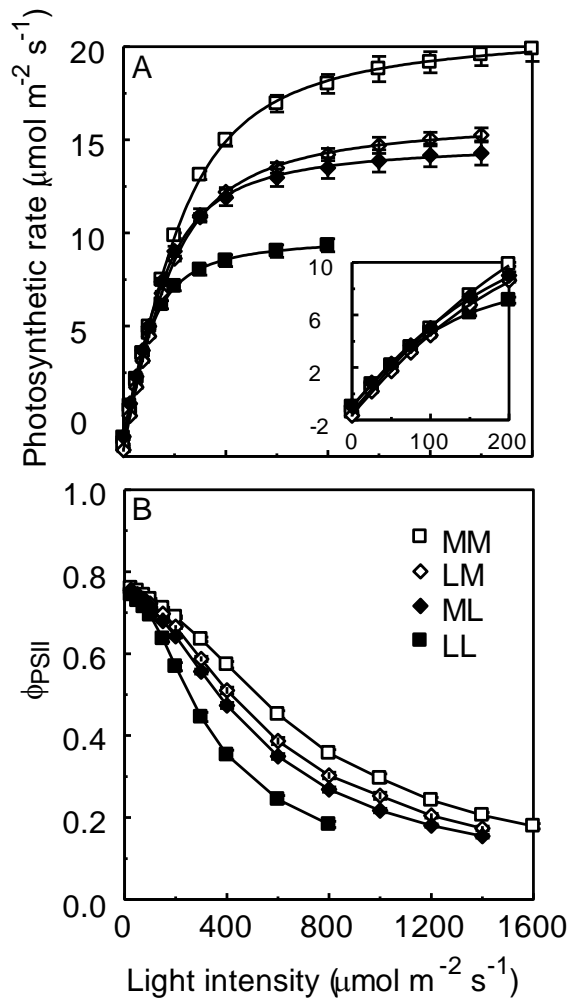 Photosynthetic rate (μmol m⁻² s⁻¹)
A
20
15
10
5
0
10
6
2
-2
0
100
200
ϕPSII
B
1.0
0.8
0.6
0.4
0.2
0.0
MM
LM
ML
LL
0
400
800
1200
1600
Light intensity (μmol m⁻² s⁻¹)